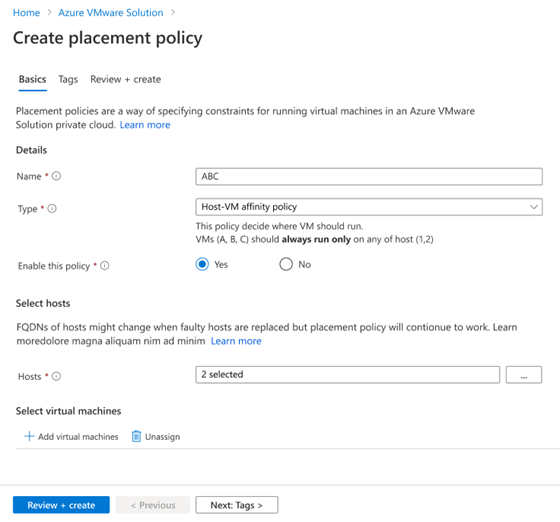 Home > Azure VMware Solution >
Create placement policy
Basics Tags Review + create
Placement policies are a way of specifying constraints for running virtual machines in an Azure VMware
Solution private cloud. Learn more
Details
Name *
ABC
Type *
Host-VM affinity policy
This policy decide where VM should run.
VMs (A, B, C) should always run only on any of host (1,2)
Enable this policy *
Yes No
Select hosts
FQDNs of hosts might change when faulty hosts are replaced but placement policy will contionue to work. Learn
moredolore magna aliquam nim ad minim Learn more
Hosts *
2 selected
...
Select virtual machines
+ Add virtual machines Unassign
Review + create < Previous Next: Tags >